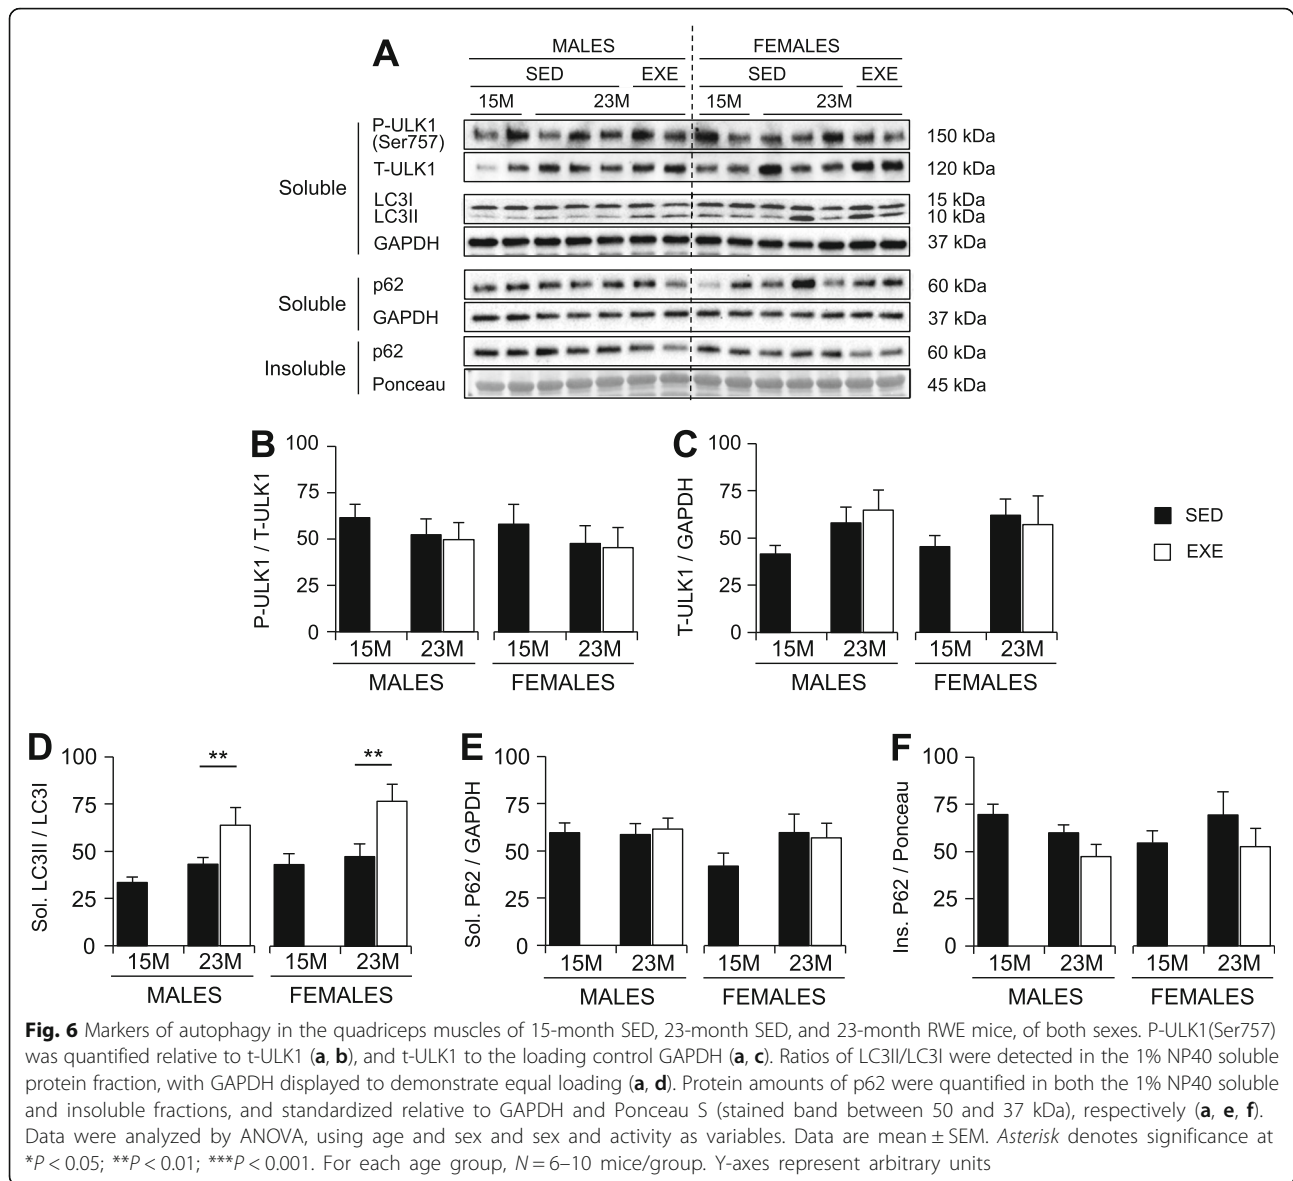 A
MALES FEMALES
SED EXE SED EXE
15M 23M 15M 23M
P-ULK1
(Ser757) 150 kDa
T-ULK1 120 kDa
Soluble
LC3I 15 kDa
LC3II 10 kDa
GAPDH 37 kDa
p62 60 kDa
Soluble
GAPDH 37 kDa
p62 60 kDa
Insoluble
Ponceau 45 kDa
B
P-ULK1 / T-ULK1
100
75
50
25
0
15M 23M 15M 23M
MALES FEMALES
C
T-ULK1 / GAPDH
100
75
50
25
0
15M 23M 15M 23M
MALES FEMALES
SED
EXE
D
Sol. LC3II / LC3I
100
75
50
25
0
** **
15M 23M 15M 23M
MALES FEMALES
E
Sol. P62 / GAPDH
100
75
50
25
0
15M 23M 15M 23M
MALES FEMALES
F
Ins. P62 / Ponceau
100
75
50
25
0
15M 23M 15M 23M
MALES FEMALES
Fig. 6 Markers of autophagy in the quadriceps muscles of 15-month SED, 23-month SED, and 23-month RWE mice, of both sexes. P-ULK1(Ser757)
was quantified relative to t-ULK1 (a, b), and t-ULK1 to the loading control GAPDH (a, c). Ratios of LC3II/LC3I were detected in the 1% NP40 soluble
protein fraction, with GAPDH displayed to demonstrate equal loading (a, d). Protein amounts of p62 were quantified in both the 1% NP40 soluble
and insoluble fractions, and standardized relative to GAPDH and Ponceau S (stained band between 50 and 37 kDa), respectively (a, e, f).
Data were analyzed by ANOVA, using age and sex and sex and activity as variables. Data are mean ± SEM. Asterisk denotes significance at
*P < 0.05; **P < 0.01; ***P < 0.001. For each age group, N = 6–10 mice/group. Y-axes represent arbitrary units